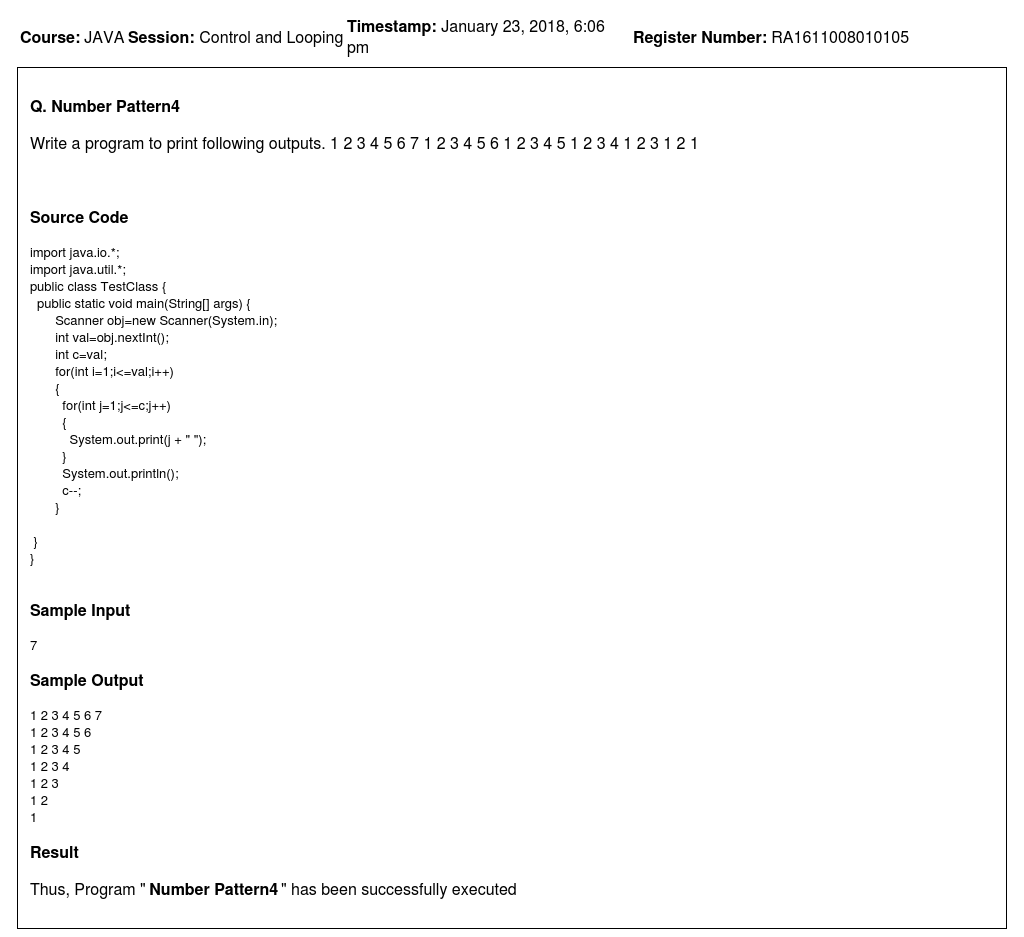 Course: JAVA Session: Control and Looping Timestamp: January 23, 2018, 6:06 pm Register Number: RA1611008010105
Q. Number Pattern4
Write a program to print following outputs. 1 2 3 4 5 6 7 1 2 3 4 5 6 1 2 3 4 5 1 2 3 4 1 2 3 1 2 1
Source Code
import java.io.*;
import java.util.*;
public class TestClass {
  public static void main(String[] args) {
       Scanner obj=new Scanner(System.in);
       int val=obj.nextInt();
       int c=val;
       for(int i=1;i<=val;i++)
       {
         for(int j=1;j<=c;j++)
         {
           System.out.print(j + " ");
         }
         System.out.println();
         c--;
       }
 }
}
Sample Input
7
Sample Output
1 2 3 4 5 6 7
1 2 3 4 5 6
1 2 3 4 5
1 2 3 4
1 2 3
1 2
1
Result
Thus, Program " Number Pattern4 " has been successfully executed